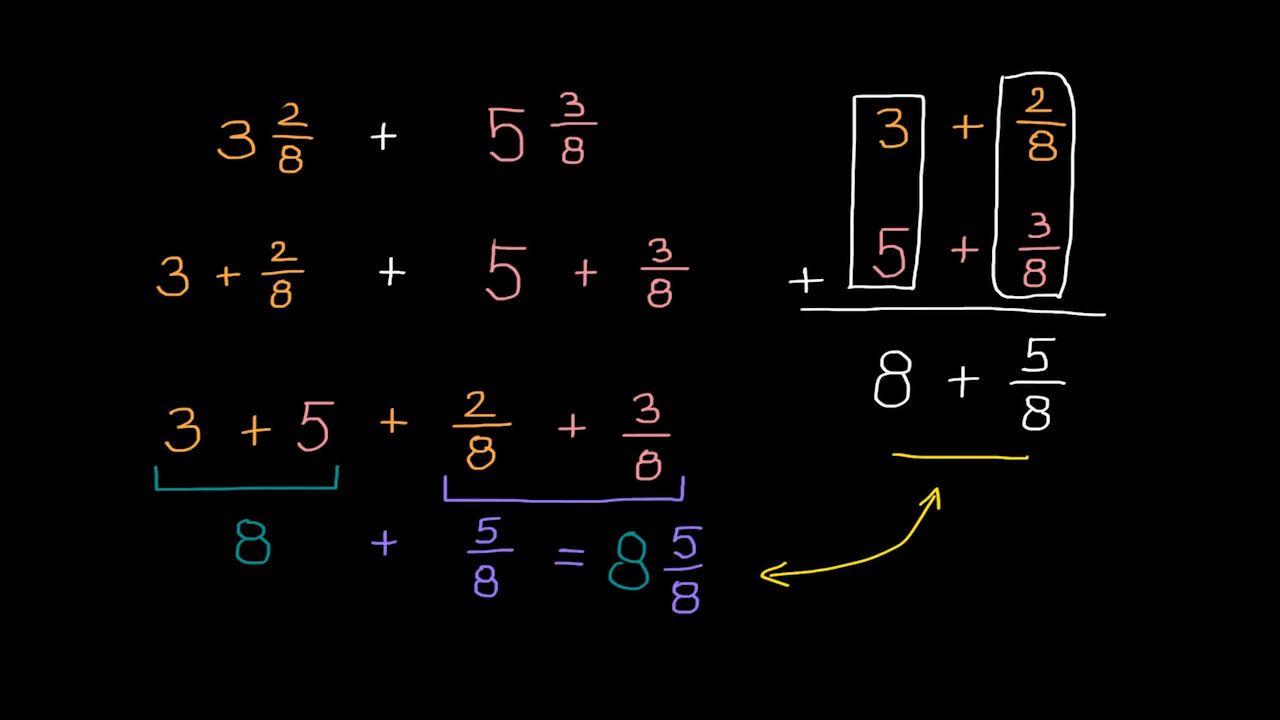 3 2/8 + 5 3/8
3 + 2/8 + 5 + 3/8
3 + 5 + 2/8 + 3/8
8 + 5/8 = 8 5/8
3 + 2/8
+ 5 + 3/8
8 + 5/8